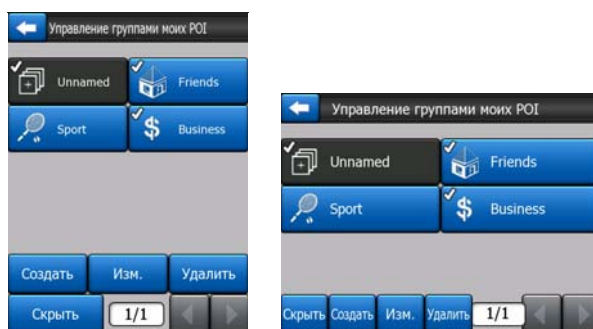 Управление группами моих POI
Unnamed Friends
Sport Business
Создать Изм. Удалить
Скрыть 1/1
Управление группами моих POI
Unnamed Friends
Sport Business
Скрыть Создать Изм. Удалить 1/1